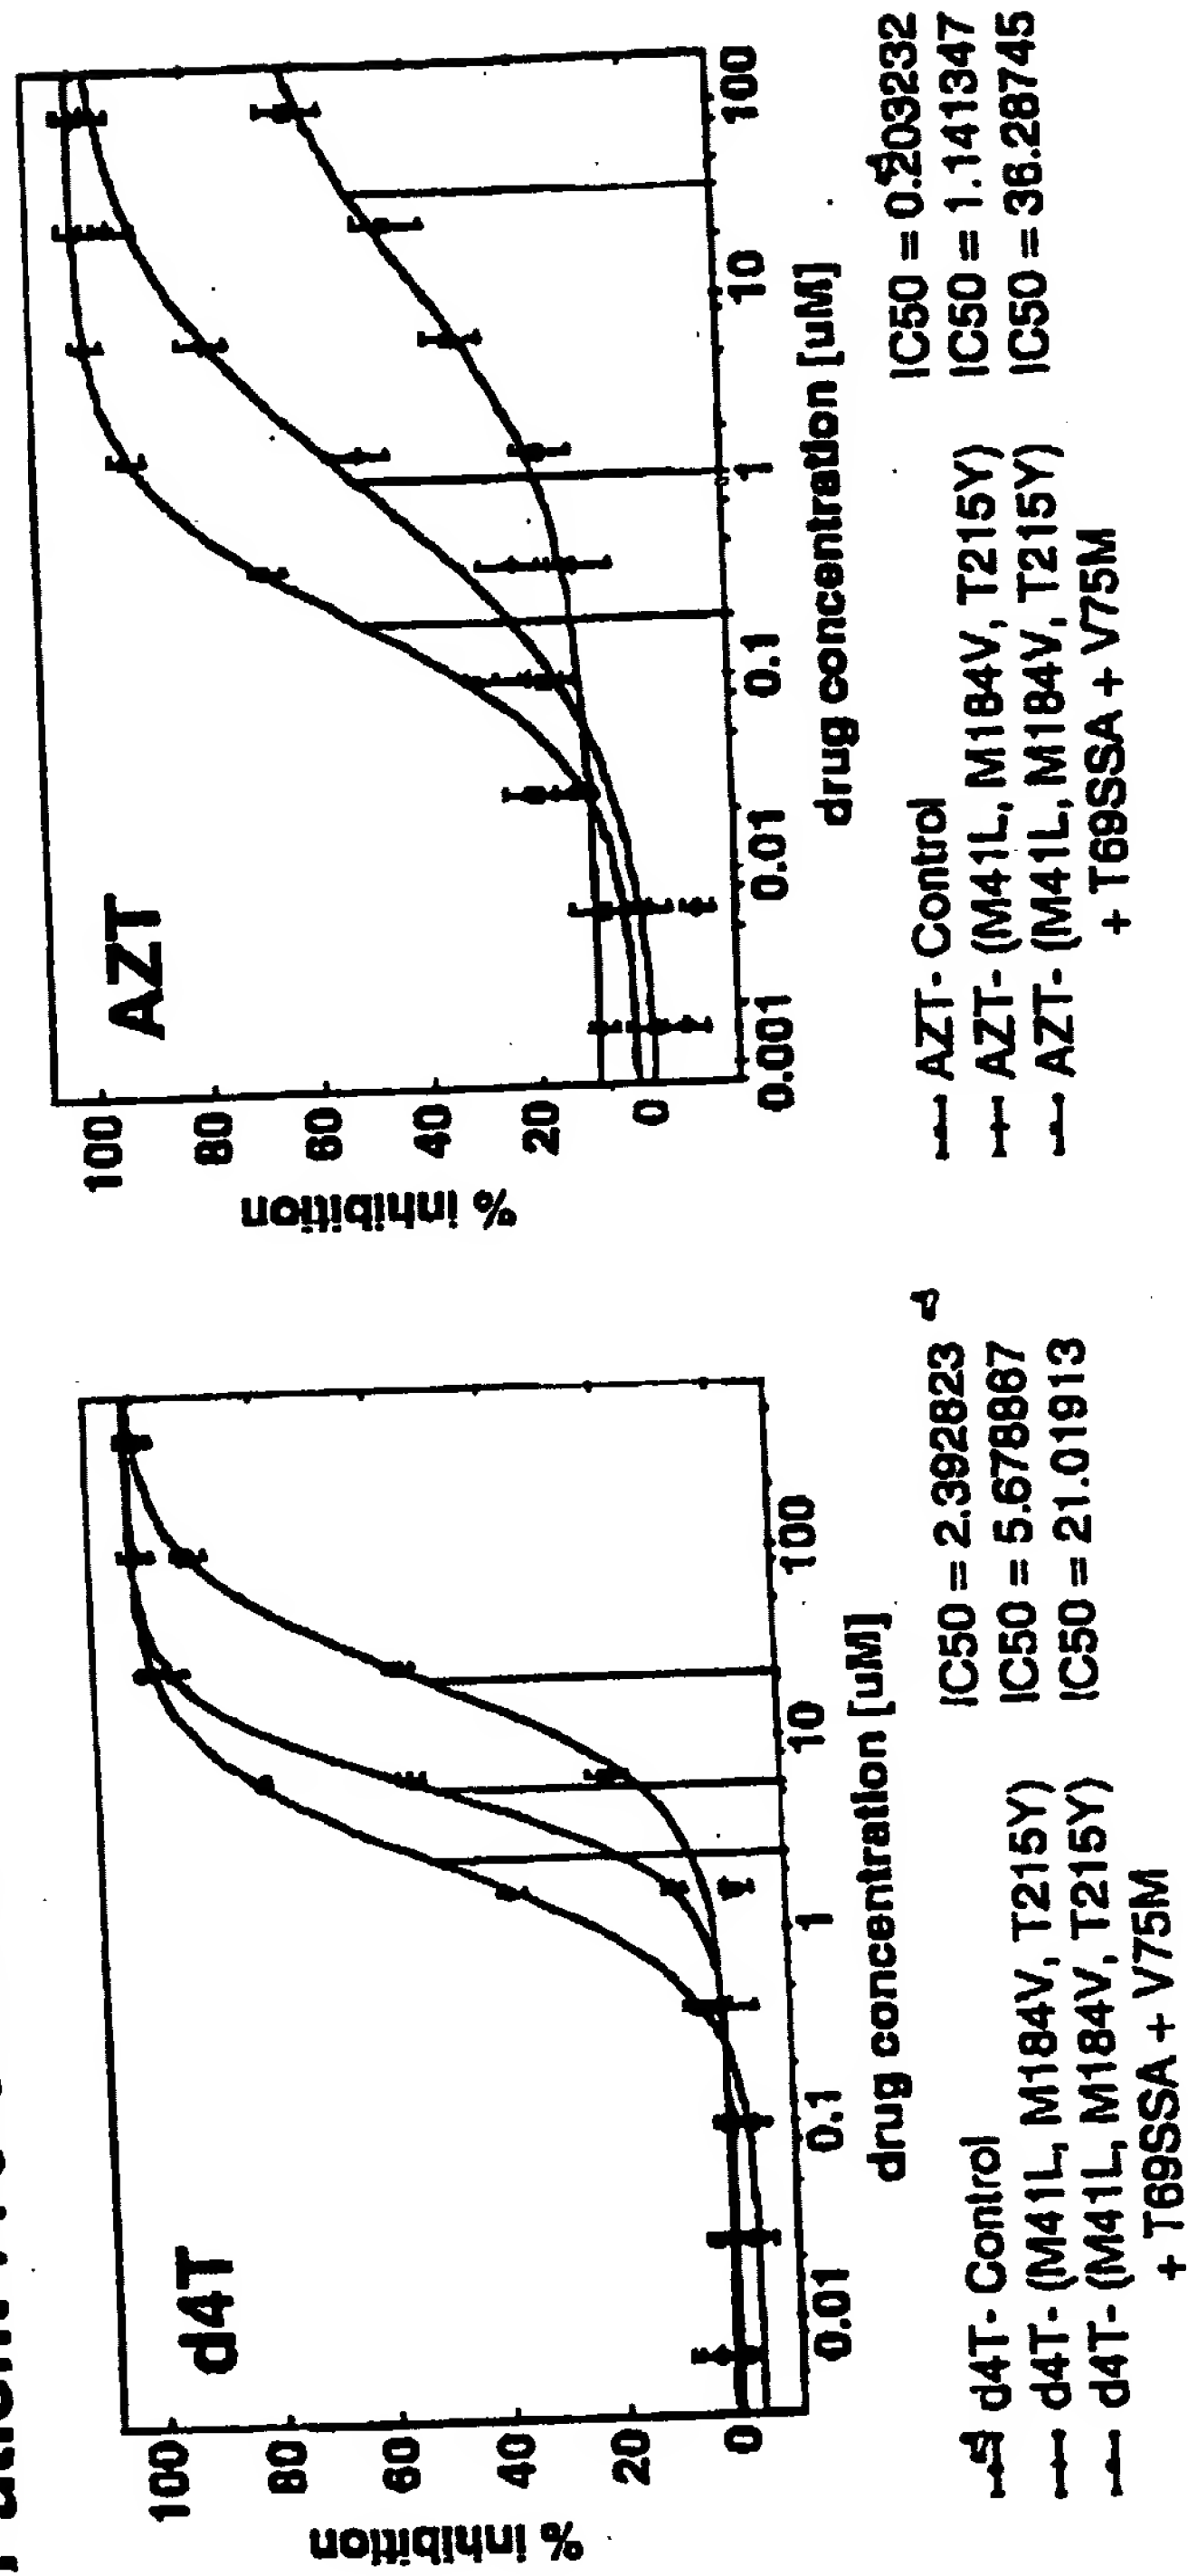 d4T
100
80
60
40
20
0
% inhibition
0.01
0.1
1
10
100
drug concentration [uM]
d4T- Control IC50 = 2.392823
d4T- (M41L, M184V, T215Y) IC50 = 5.678867
d4T- (M41L, M184V, T215Y) IC50 = 21.01913
+ T69SSA + V75M
AZT
100
80
60
40
20
0
% inhibition
0.001
0.01
0.1
1
10
100
drug concentration [uM]
AZT- Control IC50 = 0.203232
AZT- (M41L, M184V, T215Y) IC50 = 1.141347
AZT- (M41L, M184V, T215Y) IC50 = 36.28745
+ T69SSA + V75M